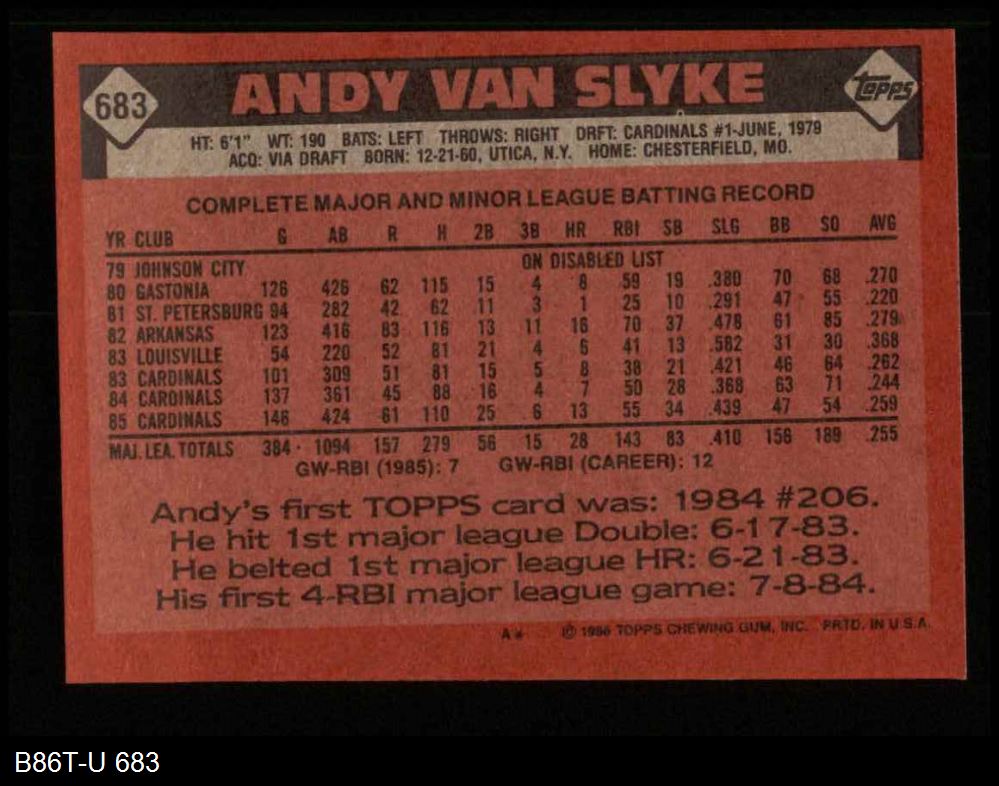 683 ANDY VAN SLYKE Topps
HT: 6'1" WT: 190 BATS: LEFT THROWS: RIGHT DRFT: CARDINALS #1-JUNE, 1979
ACQ: VIA DRAFT BORN: 12-21-60, UTICA, N.Y. HOME: CHESTERFIELD, MO.
COMPLETE MAJOR AND MINOR LEAGUE BATTING RECORD
YR CLUB G AB R H 2B 3B HR RBI SB SLG BB SO AVG
79 JOHNSON CITY ON DISABLED LIST
80 GASTONIA 126 426 62 115 15 4 8 59 19 .380 70 68 .270
81 ST. PETERSBURG 94 282 42 62 11 3 1 25 10 .291 47 55 .220
82 ARKANSAS 123 416 83 116 13 11 16 70 37 .478 61 85 .279
83 LOUISVILLE 54 220 52 81 21 4 6 41 13 .582 31 30 .368
83 CARDINALS 101 309 51 81 15 5 8 38 21 .421 46 64 .262
84 CARDINALS 137 361 45 88 16 4 7 50 28 .368 63 71 .244
85 CARDINALS 146 424 61 110 25 6 13 55 34 .439 47 54 .259
MAJ. LEA. TOTALS 384 1094 157 279 56 15 28 143 83 .410 156 189 .255
GW-RBI (1985): 7 GW-RBI (CAREER): 12
Andy's first TOPPS card was: 1984 #206.
He hit 1st major league Double: 6-17-83.
He belted 1st major league HR: 6-21-83.
His first 4-RBI major league game: 7-8-84.
A* © 1986 TOPPS CHEWING GUM, INC. PRTD. IN U.S.A.
B86T-U 683